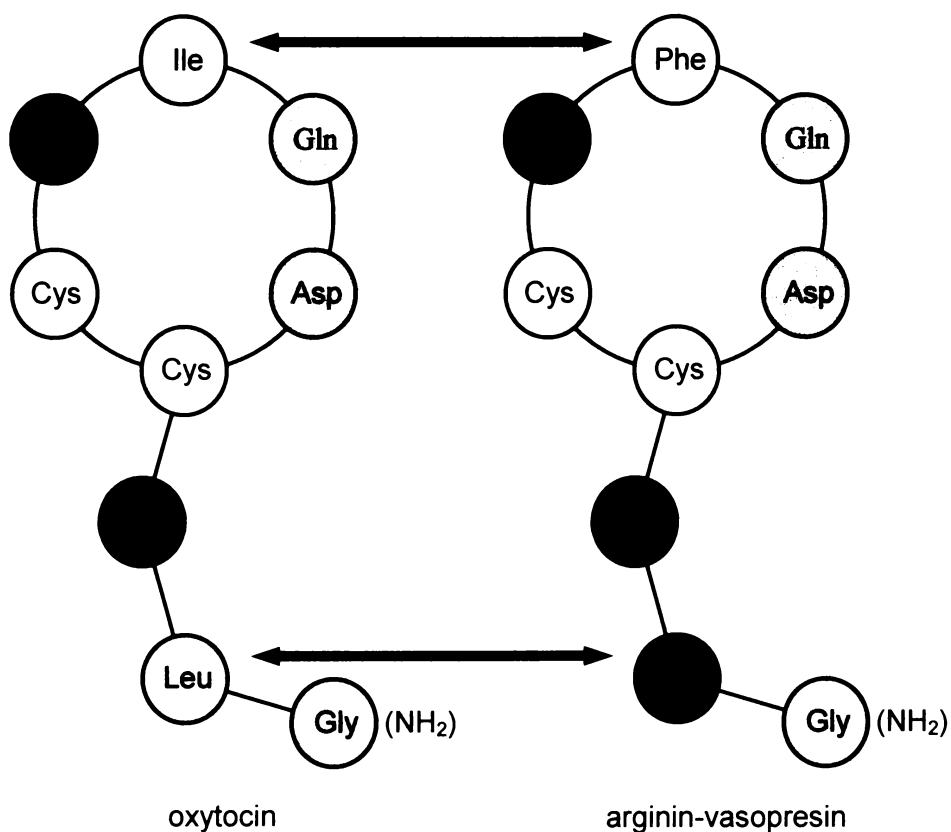 Ile Phe
Gln Gln
Cys Asp Cys Asp
Cys Cys
Leu
Gly (NH₂) Gly (NH₂)
oxytocin arginin-vasopresin